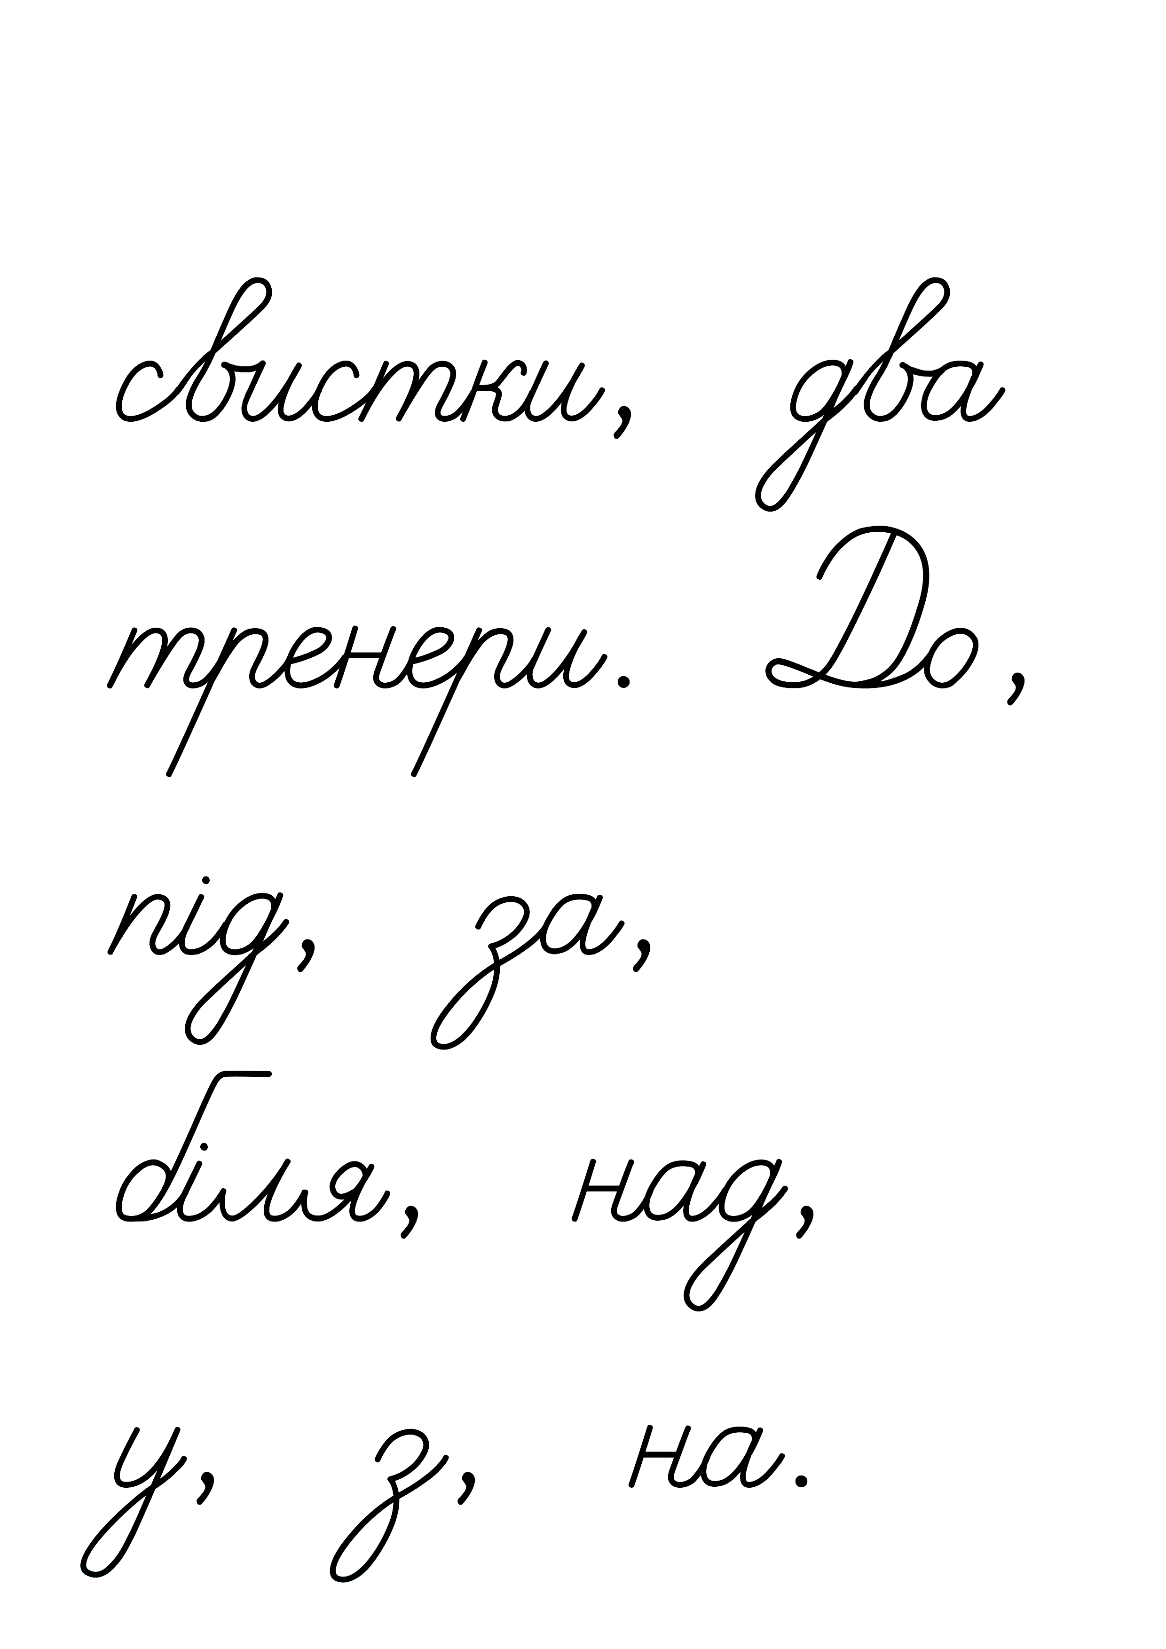 свистки, два
тренери. До,
під, за,
біля, над,
у, з, на.